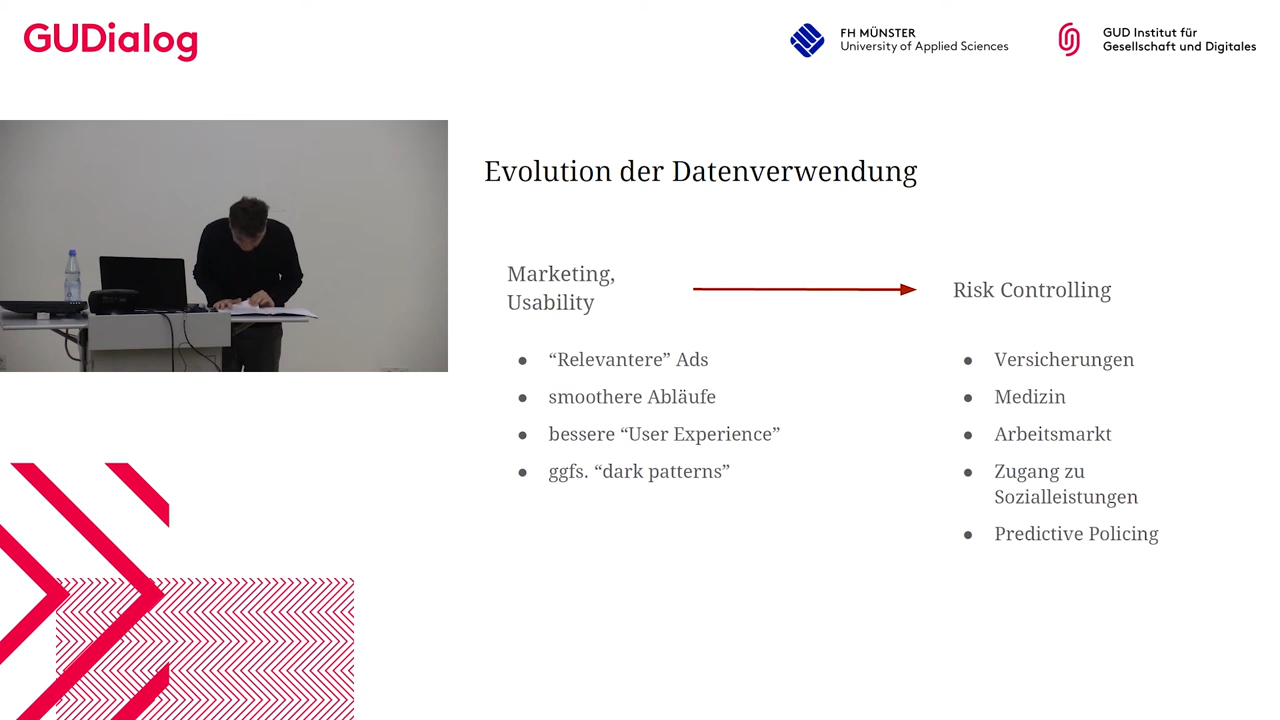 GUDialog
FH MÜNSTER
University of Applied Sciences
GUD Institut für
Gesellschaft und Digitales
Evolution der Datenverwendung
Marketing,
Usability
● “Relevantere” Ads
● smoothere Abläufe
● bessere “User Experience”
● ggfs. “dark patterns”
Risk Controlling
● Versicherungen
● Medizin
● Arbeitsmarkt
● Zugang zu
Sozialleistungen
● Predictive Policing